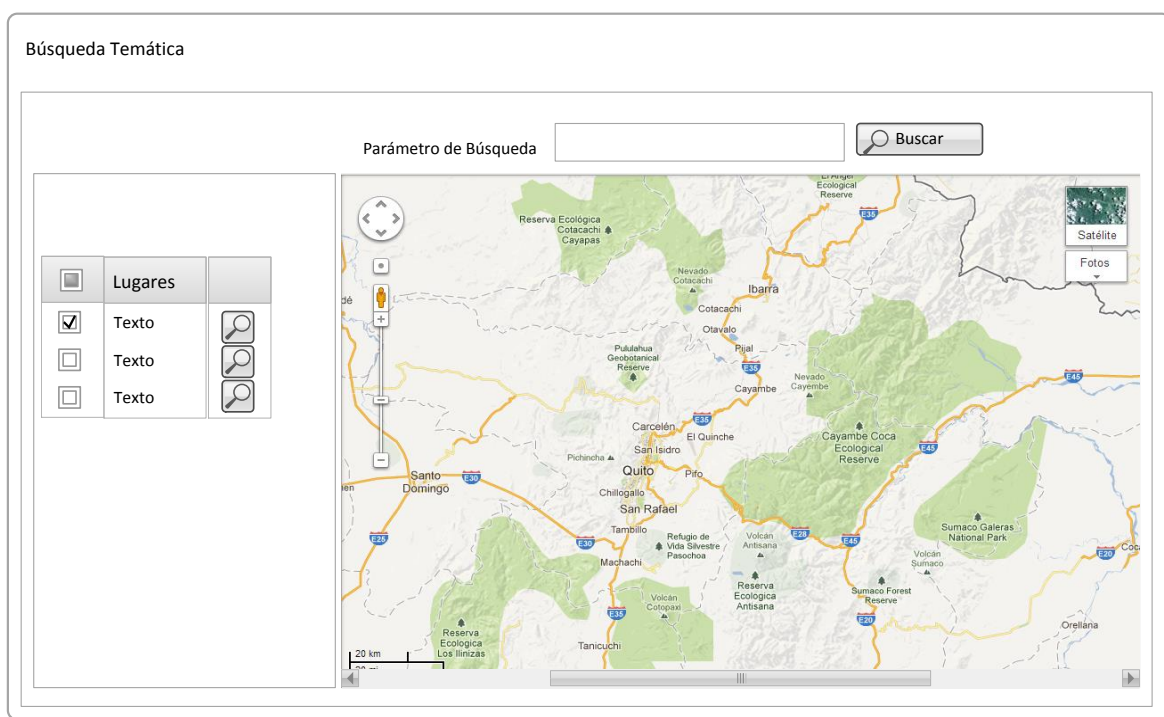 Búsqueda Temática
Parámetro de Búsqueda
Buscar
Lugares
Texto
Texto
Texto
El Ángel
Ecological
Reserve
E35
Satélite
Fotos
Reserva Ecológica
Cotacachi
Cayapas
Nevado
Cotacachi
Ibarra
Cotacachi
Otavalo
Pululahua
Geobotanical
Reserve
Pijal
E35
Nevado
Cayembe
Cayambe
E45
E35
Carcelén
El Quinche
San Isidro
Cayambe Coca
Ecological
Reserve
E45
Pichincha
Quito
Pifo
Santo
Domingo
E30
Chillogallo
San Rafael
Tambillo
Sumaco Galeras
National Park
E25
E30
Refugio de
Vida Silvestre
Pasochoa
Volcán
Antisana
E28
E45
E20
Coca
Machachi
Volcán
Sumaco
Reserva
Ecológica
Antisana
Sumaco Forest
Reserve
Volcán
Cotopaxi
E35
E20
Orellana
Reserva
Ecologica
Los Ilinizas
Tanicuchi
20 km